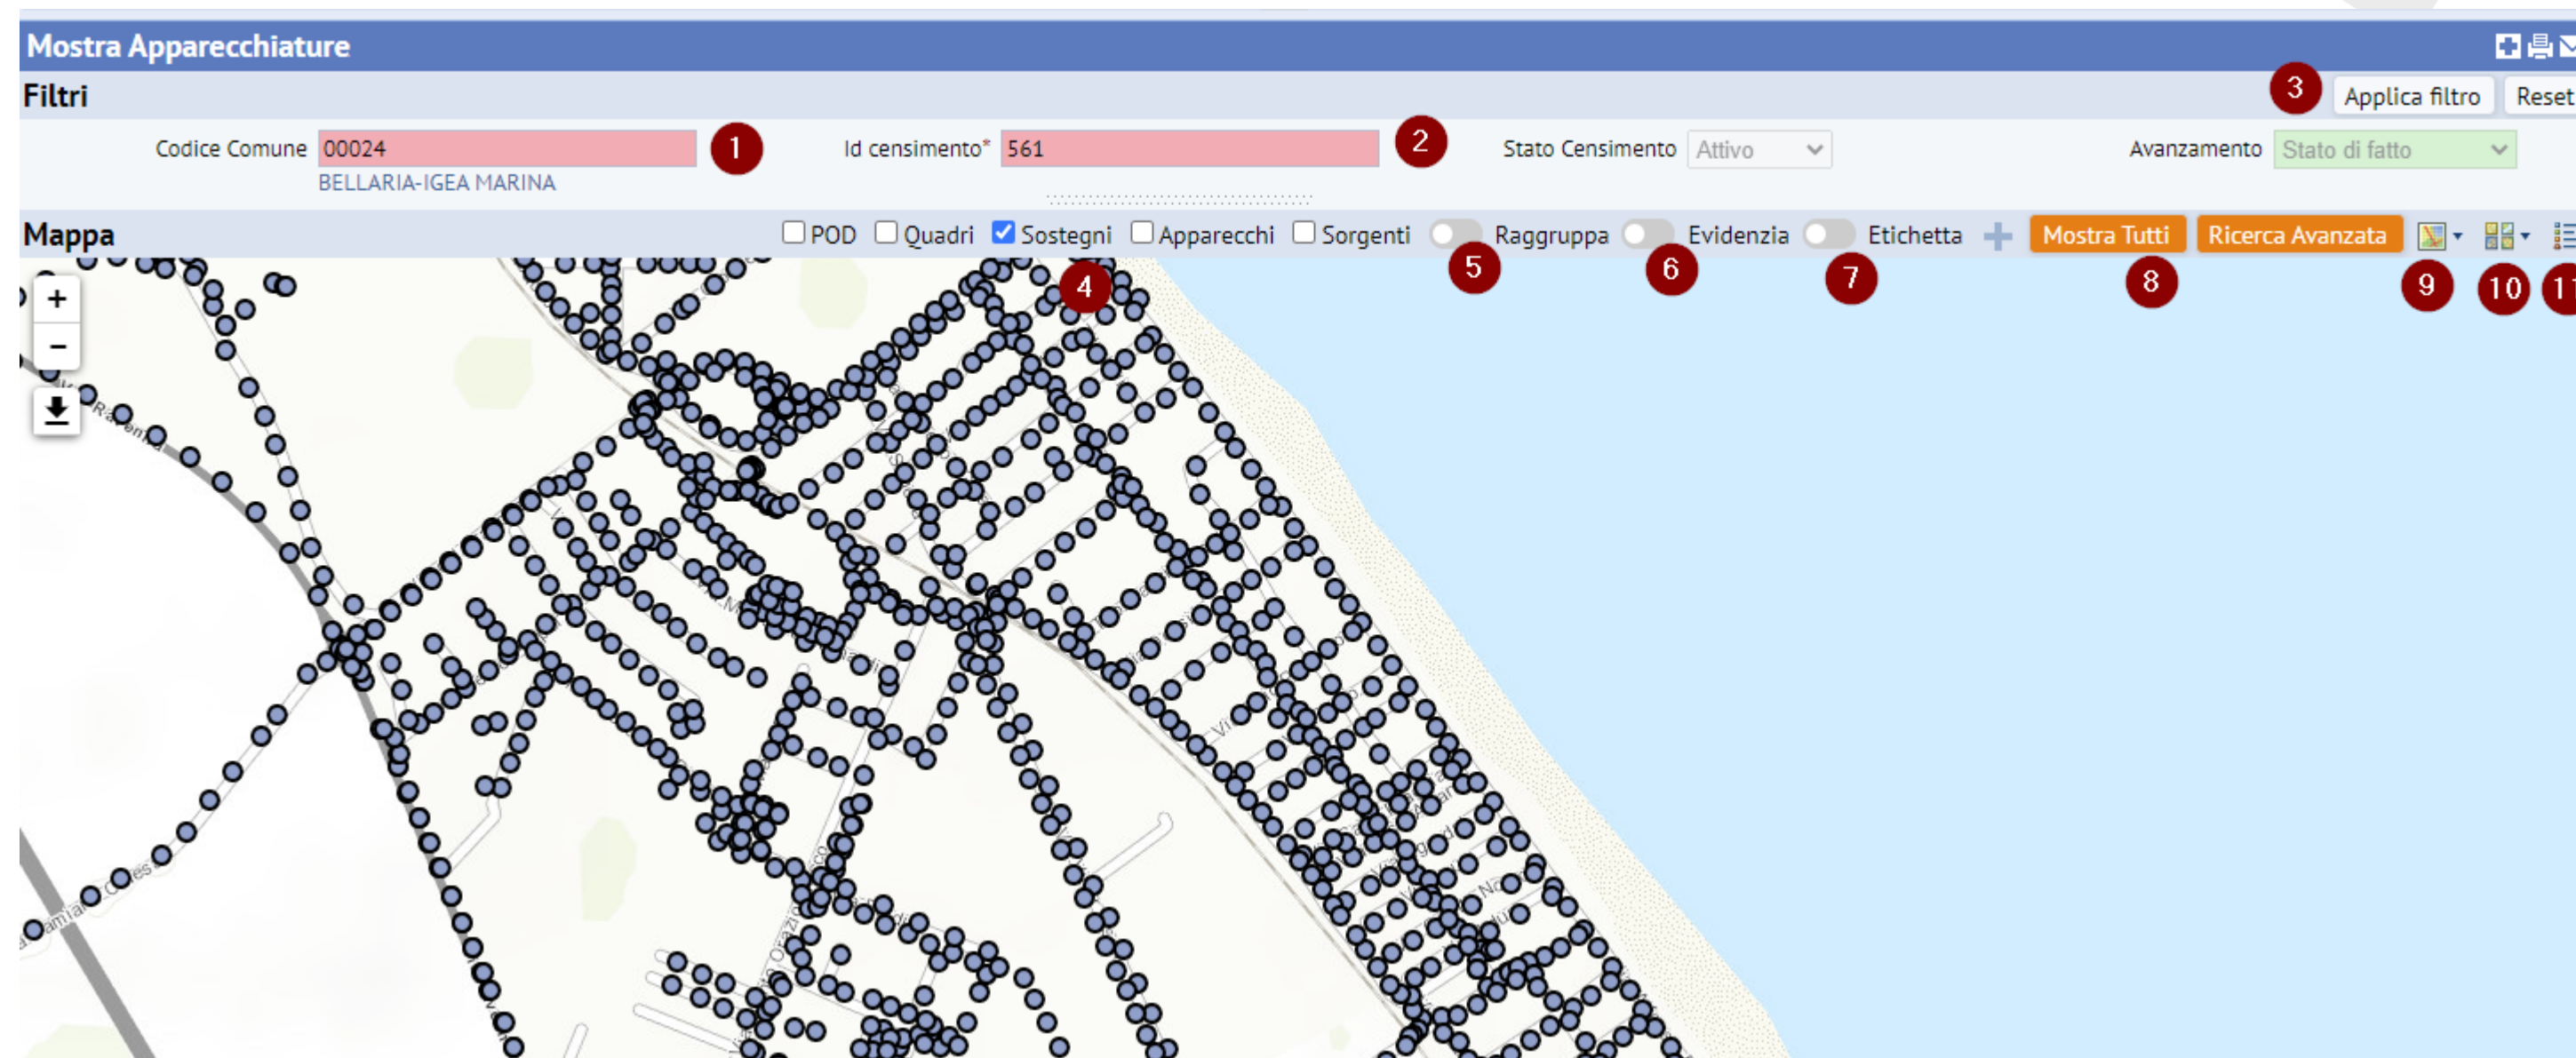 Mostra Apparecchiature
Filtri
3 Applica filtro Reset
Codice Comune 00024 1 Id censimento* 561 2 Stato Censimento Attivo Avanzamento Stato di fatto
BELLARIA-IGEA MARINA
Mappa POD Quadri Sostegni Apparecchi Sorgenti Raggruppa Evidenzia Etichetta Mostra Tutti Ricerca Avanzata
4 5 6 7 8 9 10 11
+
−